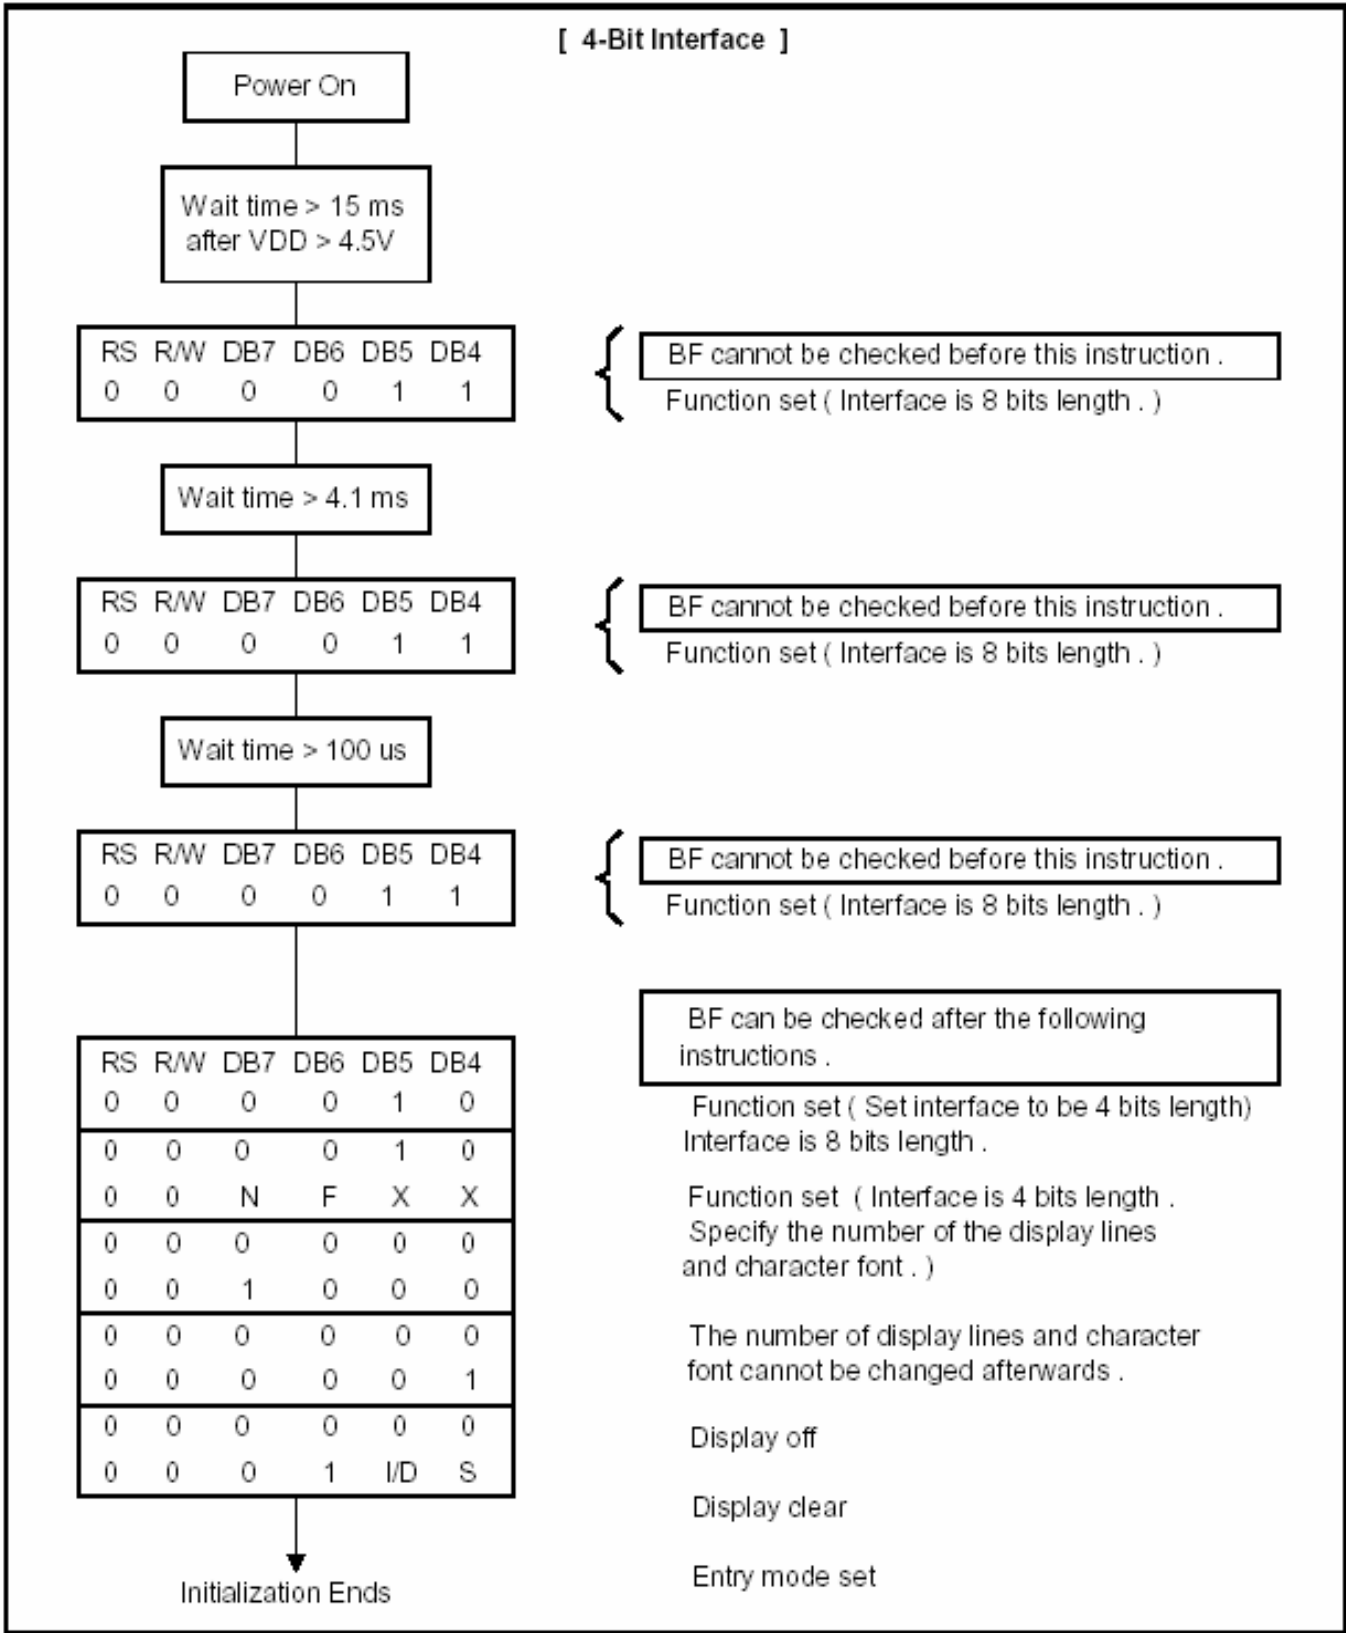 [ 4-Bit Interface ]
Power On
Wait time > 15 ms
after VDD > 4.5V
RS R/W DB7 DB6 DB5 DB4
0 0 0 0 1 1
BF cannot be checked before this instruction .
Function set ( Interface is 8 bits length . )
Wait time > 4.1 ms
RS R/W DB7 DB6 DB5 DB4
0 0 0 0 1 1
BF cannot be checked before this instruction .
Function set ( Interface is 8 bits length . )
Wait time > 100 us
RS R/W DB7 DB6 DB5 DB4
0 0 0 0 1 1
BF cannot be checked before this instruction .
Function set ( Interface is 8 bits length . )
RS R/W DB7 DB6 DB5 DB4
0 0 0 0 1 0
0 0 0 0 1 0
0 0 N F X X
0 0 0 0 0 0
0 0 1 0 0 0
0 0 0 0 0 0
0 0 0 0 0 1
0 0 0 0 0 0
0 0 0 1 I/D S
BF can be checked after the following
instructions .
Function set ( Set interface to be 4 bits length)
Interface is 8 bits length .
Function set ( Interface is 4 bits length .
Specify the number of the display lines
and character font . )
The number of display lines and character
font cannot be changed afterwards .
Display off
Display clear
Entry mode set
Initialization Ends